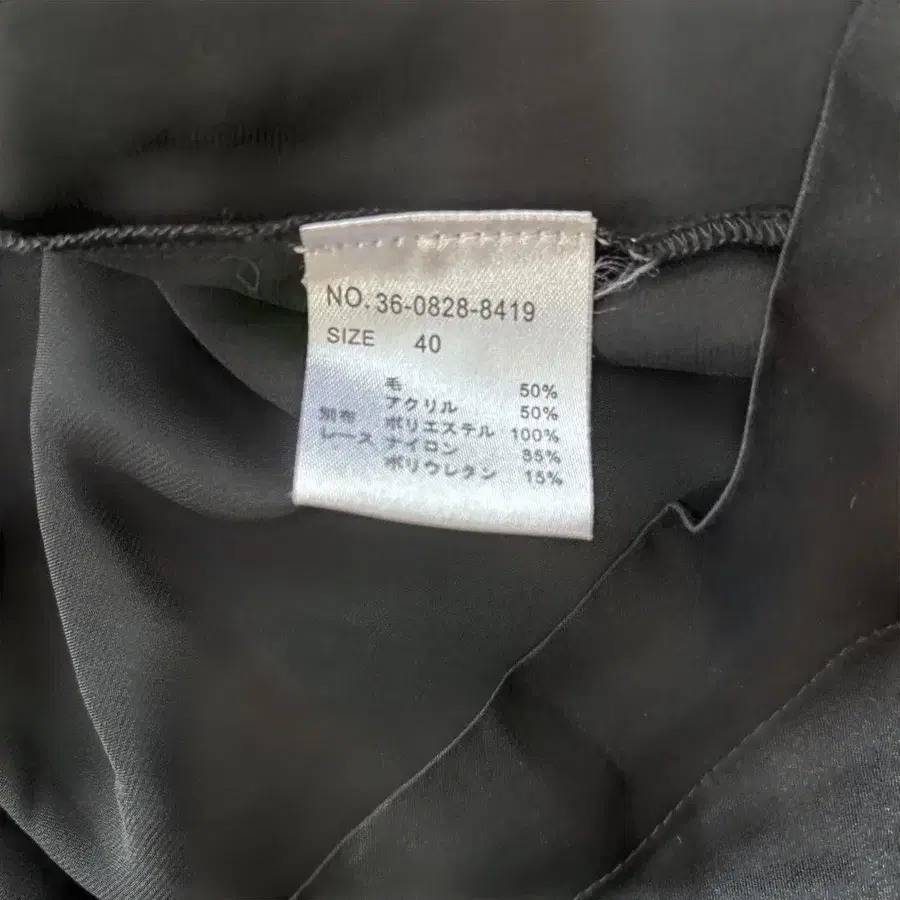 NO. 36-0828-8419
SIZE 40
毛 50%
アクリル 50%
別布 ポリエステル 100%
レース ナイロン 85%
ポリウレタン 15%